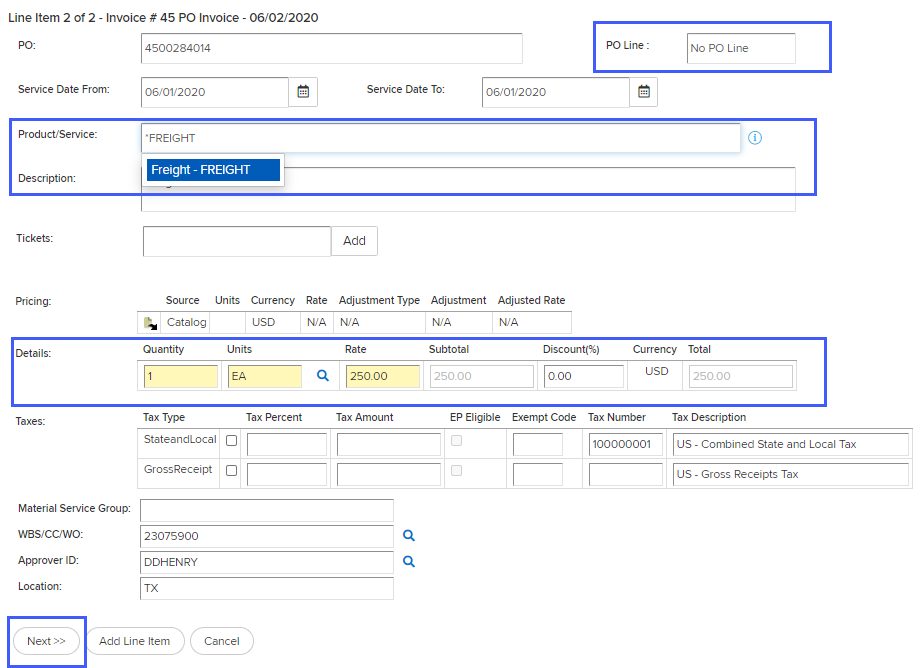 Line Item 2 of 2 - Invoice # 45 PO Invoice - 06/02/2020
PO: 4500284014 PO Line : No PO Line
Service Date From: 06/01/2020 Service Date To: 06/01/2020
Product/Service: *FREIGHT
Freight - FREIGHT
Description:
Tickets: Add
Pricing: Source Units Currency Rate Adjustment Type Adjustment Adjusted Rate
Catalog USD N/A N/A N/A N/A
Details: Quantity Units Rate Subtotal Discount(%) Currency Total
1 EA 250.00 250.00 0.00 USD 250.00
Taxes: Tax Type Tax Percent Tax Amount EP Eligible Exempt Code Tax Number Tax Description
StateandLocal 100000001 US - Combined State and Local Tax
GrossReceipt US - Gross Receipts Tax
Material Service Group:
WBS/CC/WO: 23075900
Approver ID: DDHENRY
Location: TX
Next >> Add Line Item Cancel